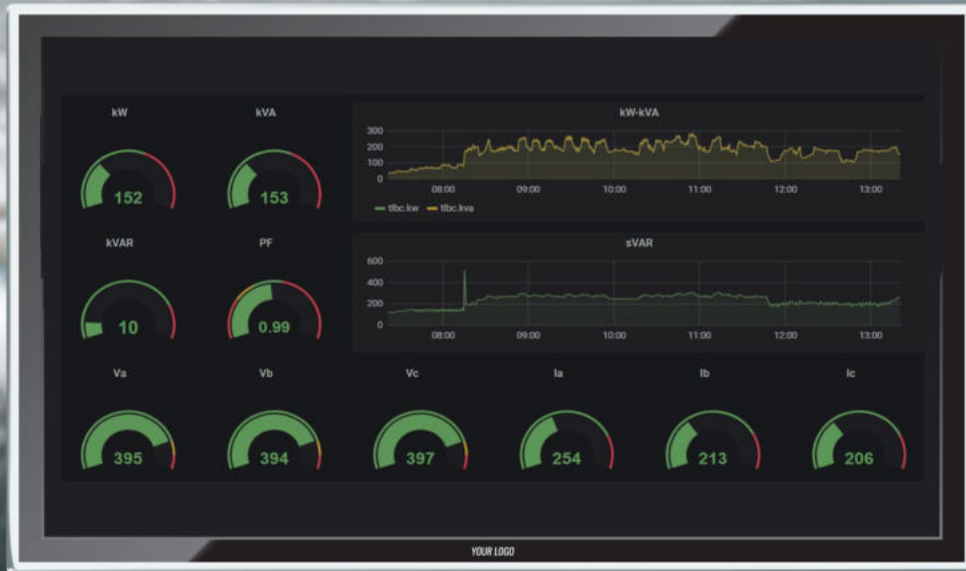 kW
kVA
kW-kVA
152
153
300
200
100
0
08:00 09:00 10:00 11:00 12:00 13:00
tlbc.kw tlbc.kva
kVAR
PF
sVAR
10
0.99
600
400
200
0
08:00 09:00 10:00 11:00 12:00 13:00
Va
Vb
Vc
Ia
Ib
Ic
395
394
397
254
213
206
YOUR LOGO